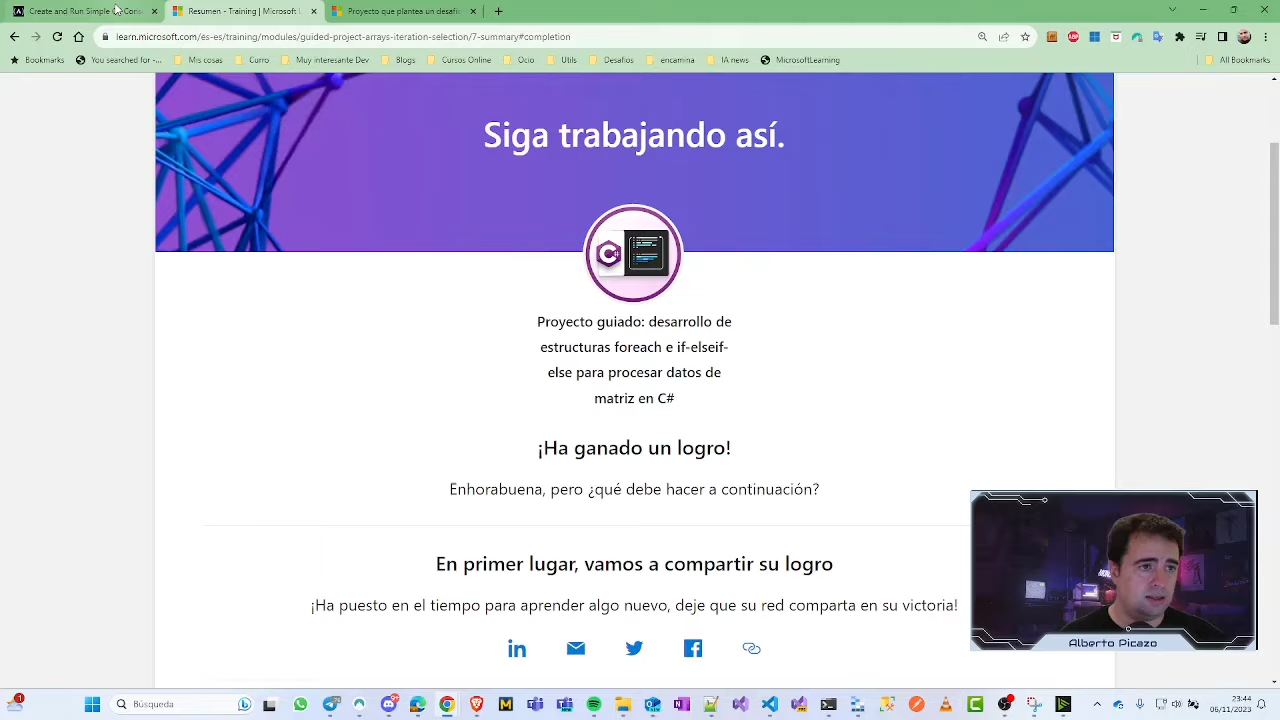 Create and Run Simple C# Cons
Resumen - Training | Microsoft L
Proyecto que plantea un desafío
learn.microsoft.com/es-es/training/modules/guided-project-arrays-iteration-selection/7-summary#completion
Bookmarks
You searched for -...
Mis cosas
Curro
Muy interesante Dev
Blogs
Cursos Online
Ocio
Utils
Desafios
encamina
IA news
MicrosoftLearning
All Bookmarks
Siga trabajando así.
Proyecto guiado: desarrollo de
estructuras foreach e if-elseif-
else para procesar datos de
matriz en C#
¡Ha ganado un logro!
Enhorabuena, pero ¿qué debe hacer a continuación?
En primer lugar, vamos a compartir su logro
¡Ha puesto en el tiempo para aprender algo nuevo, deje que su red comparta en su victoria!
Alberto Picazo
Búsqueda
23:44
06/11/2023